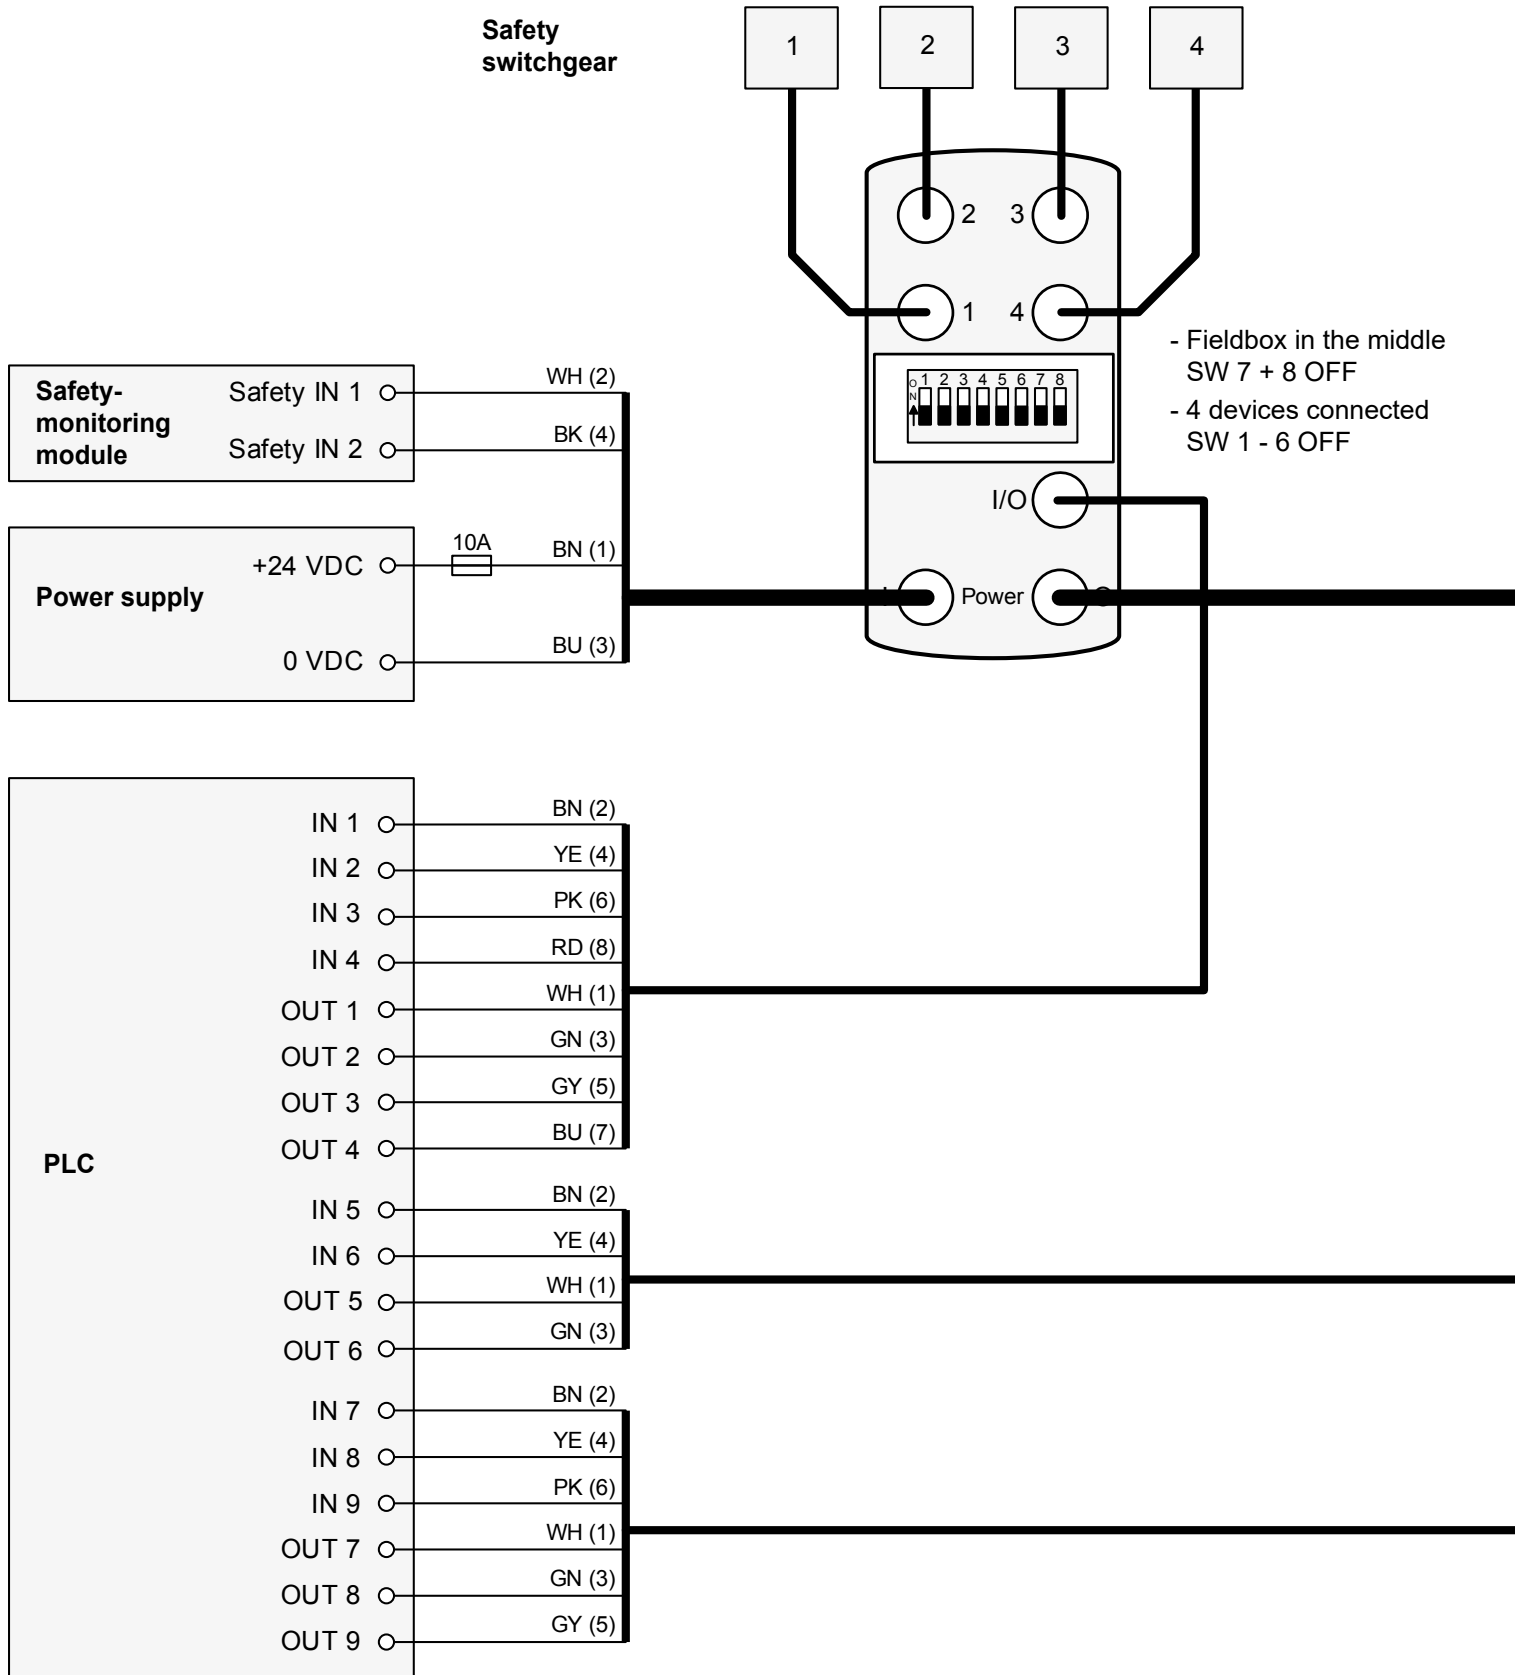 Safety
switchgear
1
2
3
4
2
3
1
4
- Fieldbox in the middle
SW 7 + 8 OFF
- 4 devices connected
SW 1 - 6 OFF
ON
1 2 3 4 5 6 7 8
I/O
Power
Safety-
monitoring
module
Safety IN 1
WH (2)
Safety IN 2
BK (4)
Power supply
+24 VDC
10A
BN (1)
0 VDC
BU (3)
PLC
IN 1
BN (2)
IN 2
YE (4)
IN 3
PK (6)
IN 4
RD (8)
OUT 1
WH (1)
OUT 2
GN (3)
OUT 3
GY (5)
OUT 4
BU (7)
IN 5
BN (2)
IN 6
YE (4)
OUT 5
WH (1)
OUT 6
GN (3)
IN 7
BN (2)
IN 8
YE (4)
IN 9
PK (6)
OUT 7
WH (1)
OUT 8
GN (3)
OUT 9
GY (5)